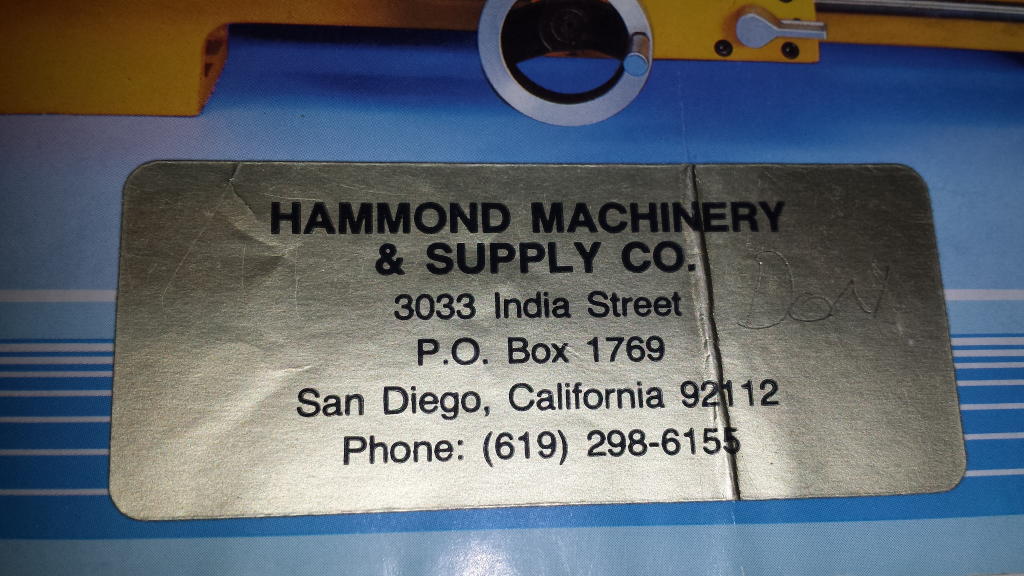 HAMMOND MACHINERY
& SUPPLY CO.
3033 India Street
P.O. Box 1769
San Diego, California 92112
Phone: (619) 298-6155
DON